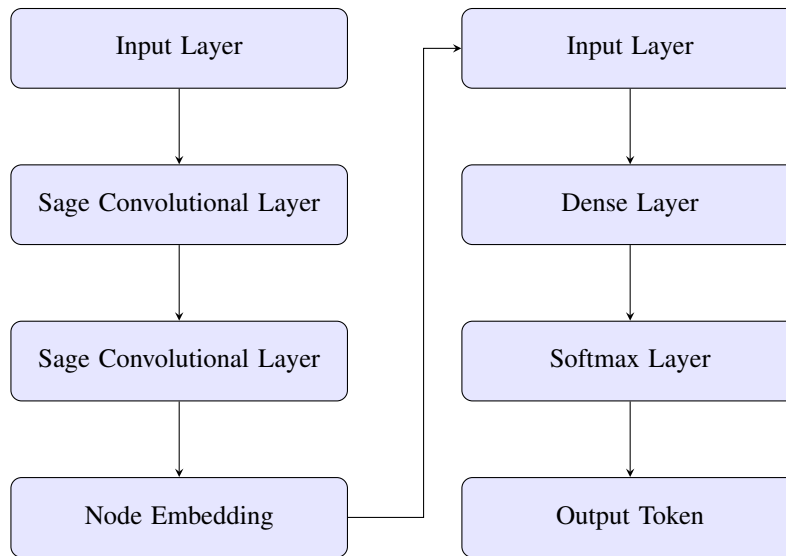 Input Layer
Sage Convolutional Layer
Sage Convolutional Layer
Node Embedding
Input Layer
Dense Layer
Softmax Layer
Output Token